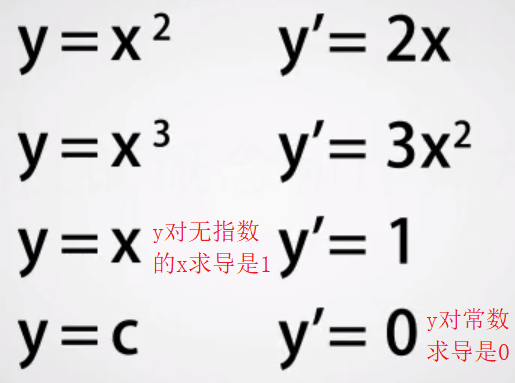 y=x² y′= 2x
y=x³ y′= 3x²
y=x y对无指数 y′= 1
的x求导是1
y=c y′= 0 y对常数
求导是0